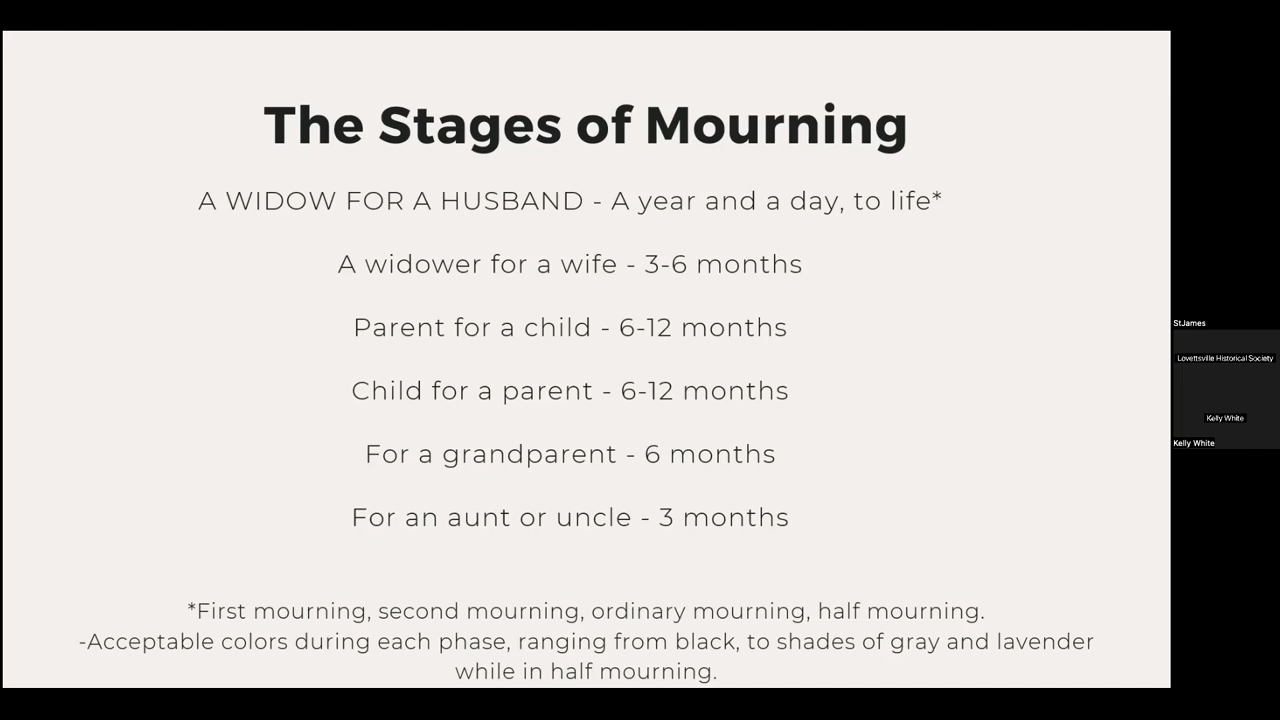 The Stages of Mourning
A WIDOW FOR A HUSBAND - A year and a day, to life*
A widower for a wife - 3-6 months
Parent for a child - 6-12 months
Child for a parent - 6-12 months
For a grandparent - 6 months
For an aunt or uncle - 3 months
*First mourning, second mourning, ordinary mourning, half mourning.
-Acceptable colors during each phase, ranging from black, to shades of gray and lavender
while in half mourning.
StJames
Lovettsville Historical Society
Kelly White
Kelly White